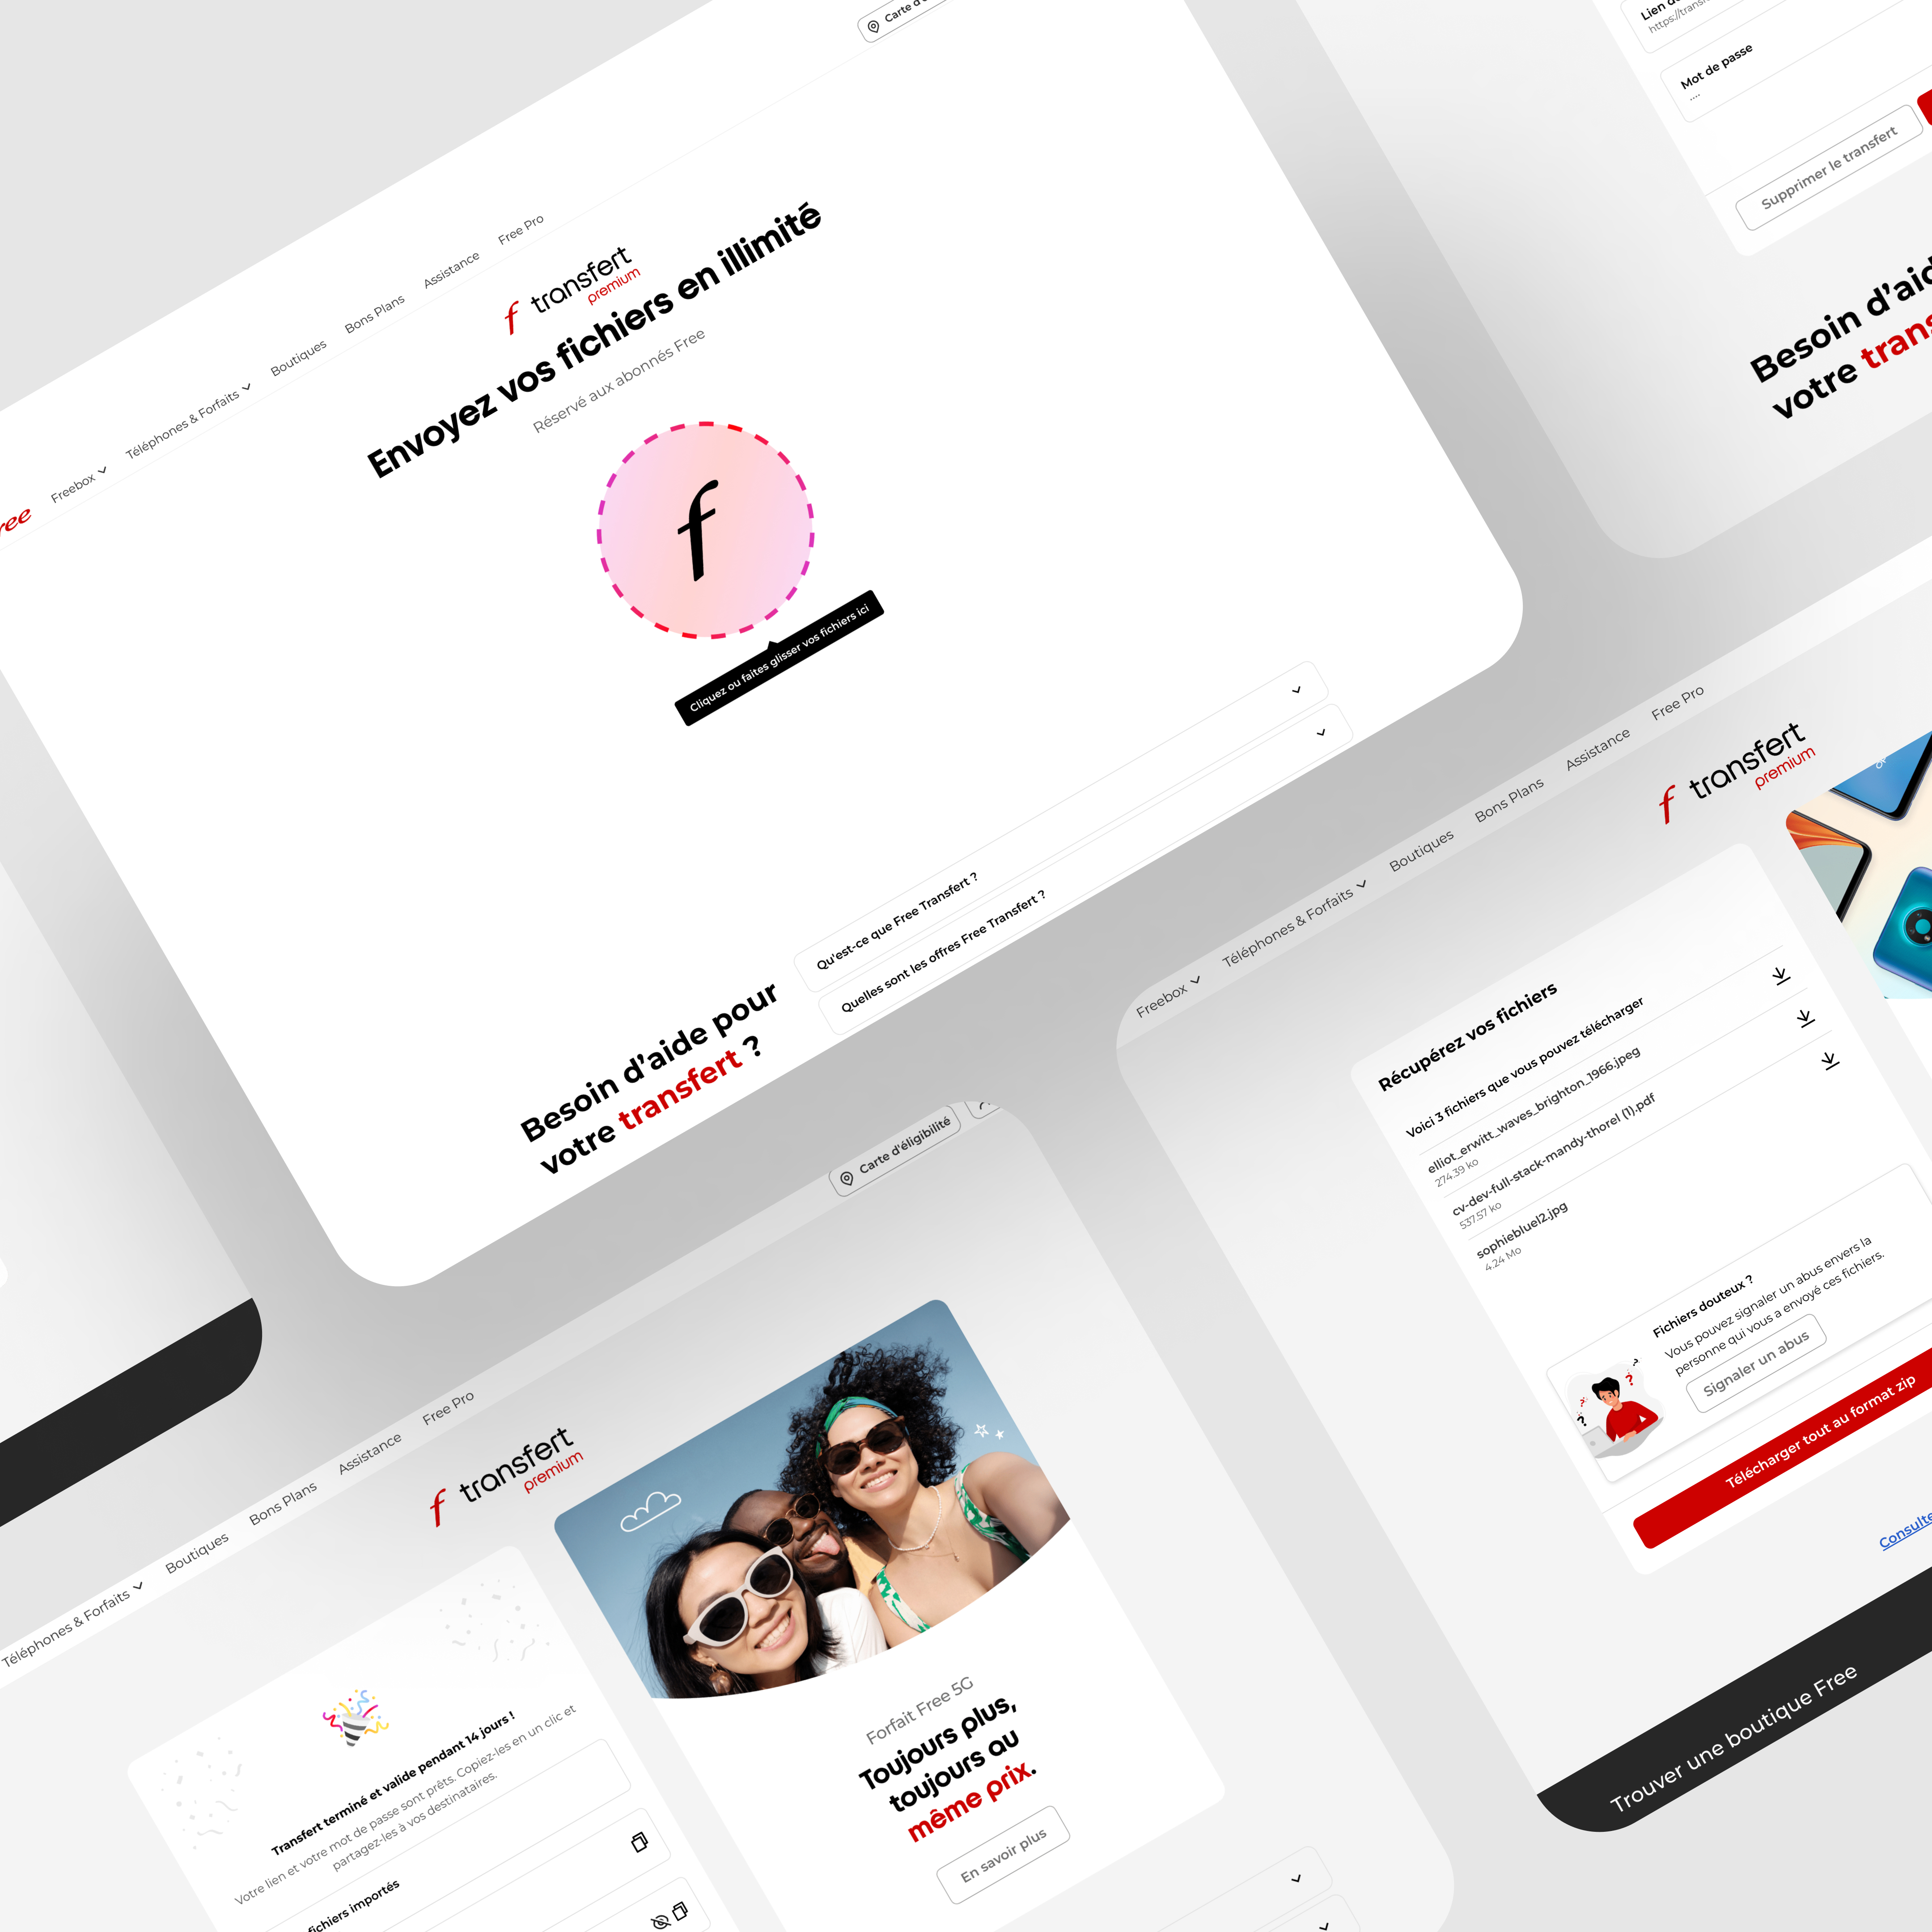 Freebox
Téléphones & Forfaits
Boutiques
Bons Plans
Assistance
Free Pro
f transfert
premium
Envoyez vos fichiers en illimité
Réservé aux abonnés Free
f
Cliquez ou faites glisser vos fichiers ici
Besoin d'aide pour
votre transfert ?
Qu'est-ce que Free Transfert ?
Quelles sont les offres Free Transfert ?
Mot de passe
....
Supprimer le transfert
Besoin
votre
Freebox
Téléphones & Forfaits
Boutiques
Bons Plans
Assistance
Free Pro
f transfert
premium
Récupérez vos fichiers
Voici 3 fichiers que vous pouvez télécharger
elliot_erwitt_waves_brighton_1966.jpeg
274.39 ko
cv-dev-full-stack-mandy-thorel (1).pdf
537.57 ko
sophiebluel2.jpg
4.24 Mo
Fichiers douteux ?
Vous pouvez signaler un abus envers la
personne qui vous a envoyé ces fichiers.
Signaler un abus
Télécharger tout au format zip
Trouver une boutique Free
Téléphones & Forfaits
Boutiques
Bons Plans
Assistance
Free Pro
Carte d'éligibilité
f transfert
premium
Transfert terminé et valide pendant 14 jours !
Votre lien et votre mot de passe sont prêts. Copiez-les en un clic et
partagez-les à vos destinataires.
fichiers importés
Forfait Free 5G
Toujours plus,
toujours au
même prix.
En savoir plus